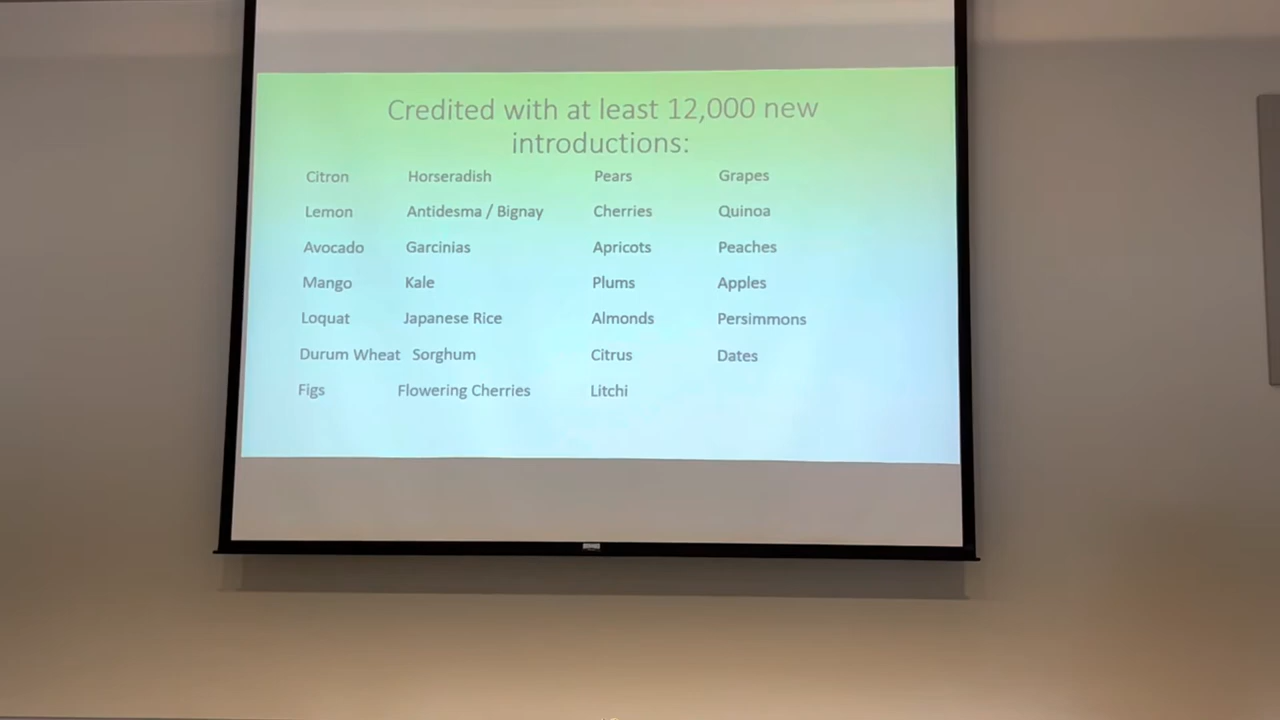 Credited with at least 12,000 new
introductions:
Citron Horseradish Pears Grapes
Lemon Antidesma / Bignay Cherries Quinoa
Avocado Garcinias Apricots Peaches
Mango Kale Plums Apples
Loquat Japanese Rice Almonds Persimmons
Durum Wheat Sorghum Citrus Dates
Figs Flowering Cherries Litchi